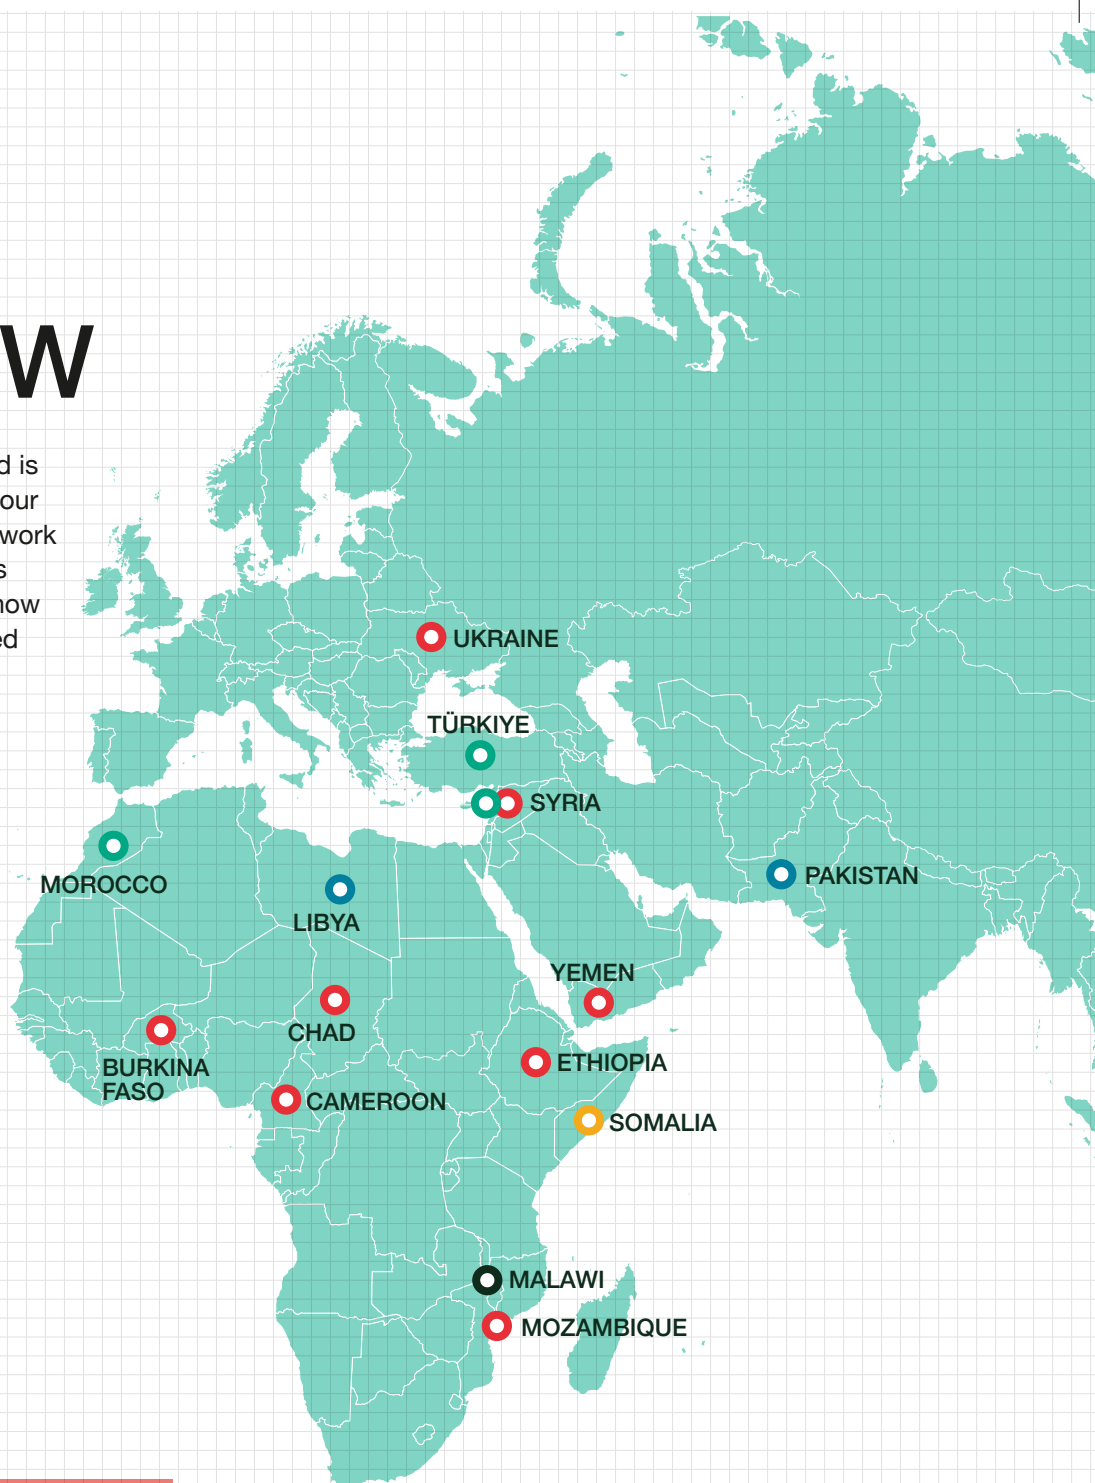 W
d is
our
work
s
now
ed
UKRAINE
TÜRKIYE
SYRIA
MOROCCO
LIBYA
PAKISTAN
YEMEN
CHAD
BURKINA
FASO
ETHIOPIA
CAMEROON
SOMALIA
MALAWI
MOZAMBIQUE